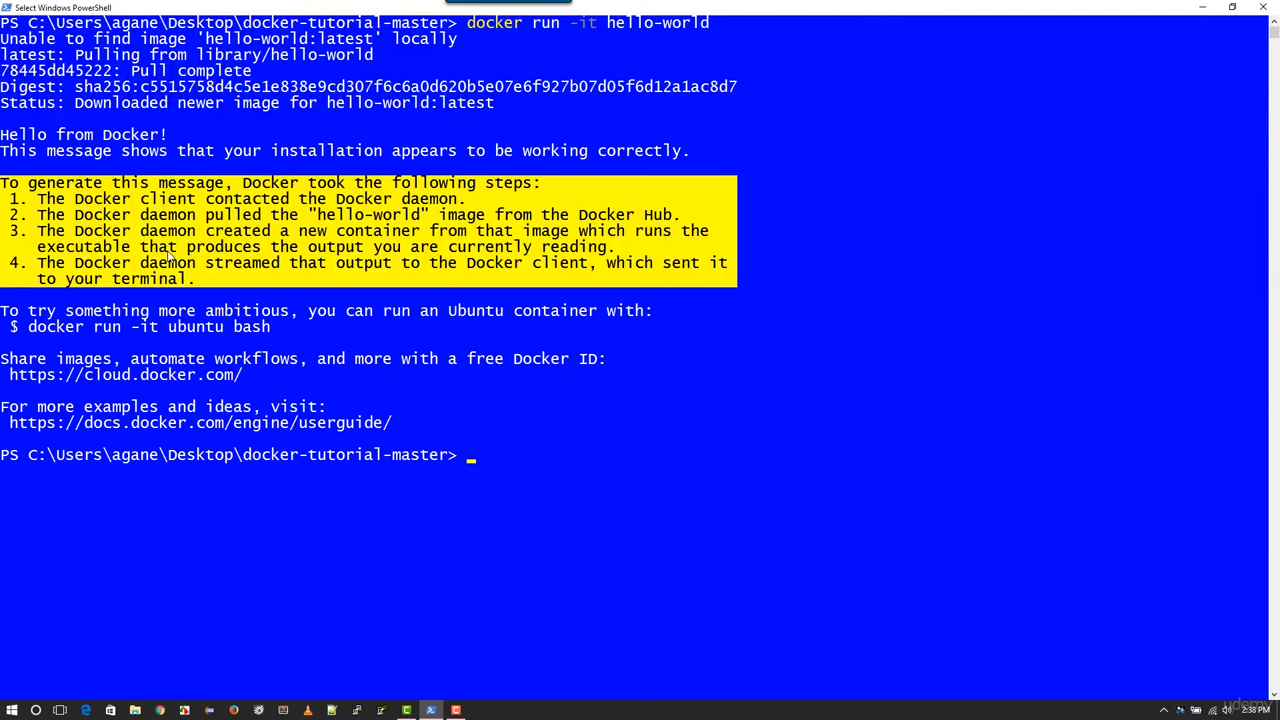 Select Windows PowerShell
PS C:\Users\agane\Desktop\docker-tutorial-master> docker run -it hello-world
Unable to find image 'hello-world:latest' locally
latest: Pulling from library/hello-world
78445dd45222: Pull complete
Digest: sha256:c5515758d4c5e1e838e9cd307f6c6a0d620b5e07e6f927b07d05f6d12a1ac8d7
Status: Downloaded newer image for hello-world:latest
Hello from Docker!
This message shows that your installation appears to be working correctly.
To generate this message, Docker took the following steps:
1. The Docker client contacted the Docker daemon.
2. The Docker daemon pulled the "hello-world" image from the Docker Hub.
3. The Docker daemon created a new container from that image which runs the
executable that produces the output you are currently reading.
4. The Docker daemon streamed that output to the Docker client, which sent it
to your terminal.
To try something more ambitious, you can run an Ubuntu container with:
$ docker run -it ubuntu bash
Share images, automate workflows, and more with a free Docker ID:
https://cloud.docker.com/
For more examples and ideas, visit:
https://docs.docker.com/engine/userguide/
PS C:\Users\agane\Desktop\docker-tutorial-master>
udemy
2:38 PM